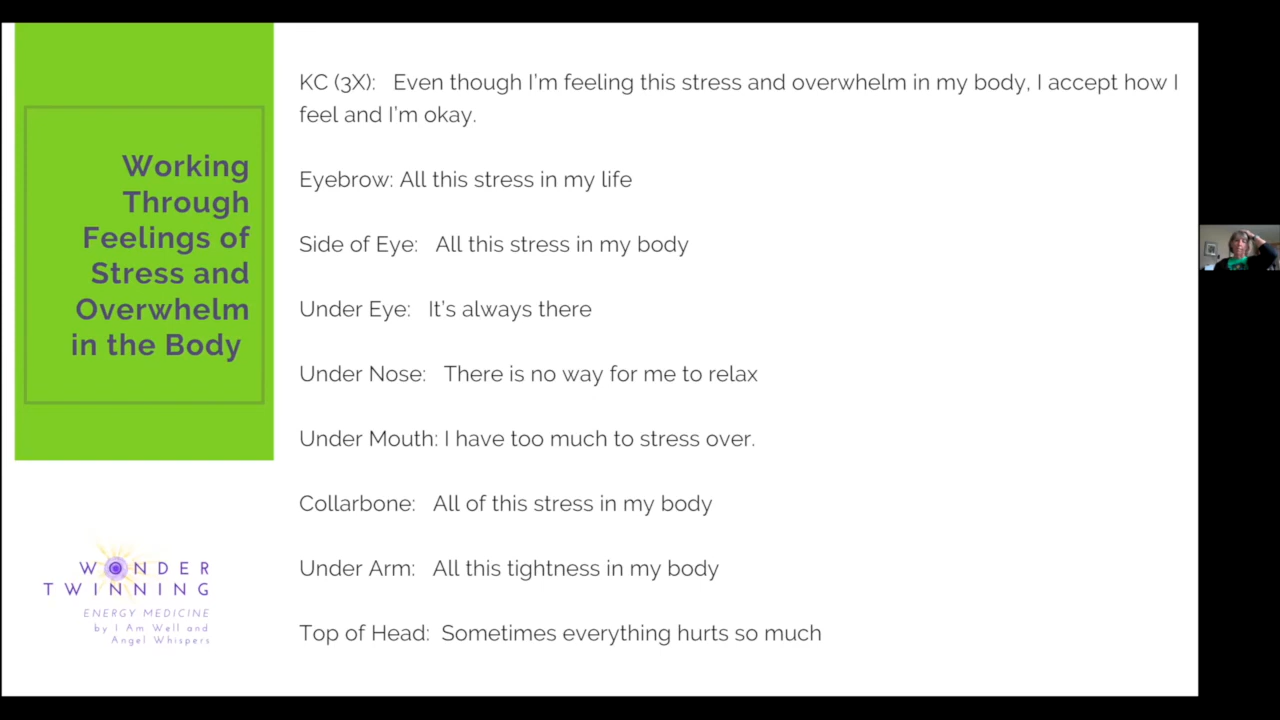 Working
Through
Feelings of
Stress and
Overwhelm
in the Body
KC (3X): Even though I'm feeling this stress and overwhelm in my body, I accept how I
feel and I'm okay.
Eyebrow: All this stress in my life
Side of Eye: All this stress in my body
Under Eye: It's always there
Under Nose: There is no way for me to relax
Under Mouth: I have too much to stress over.
Collarbone: All of this stress in my body
Under Arm: All this tightness in my body
Top of Head: Sometimes everything hurts so much
WONDER
TWINNING
ENERGY MEDICINE
by I Am Well and
Angel Whispers